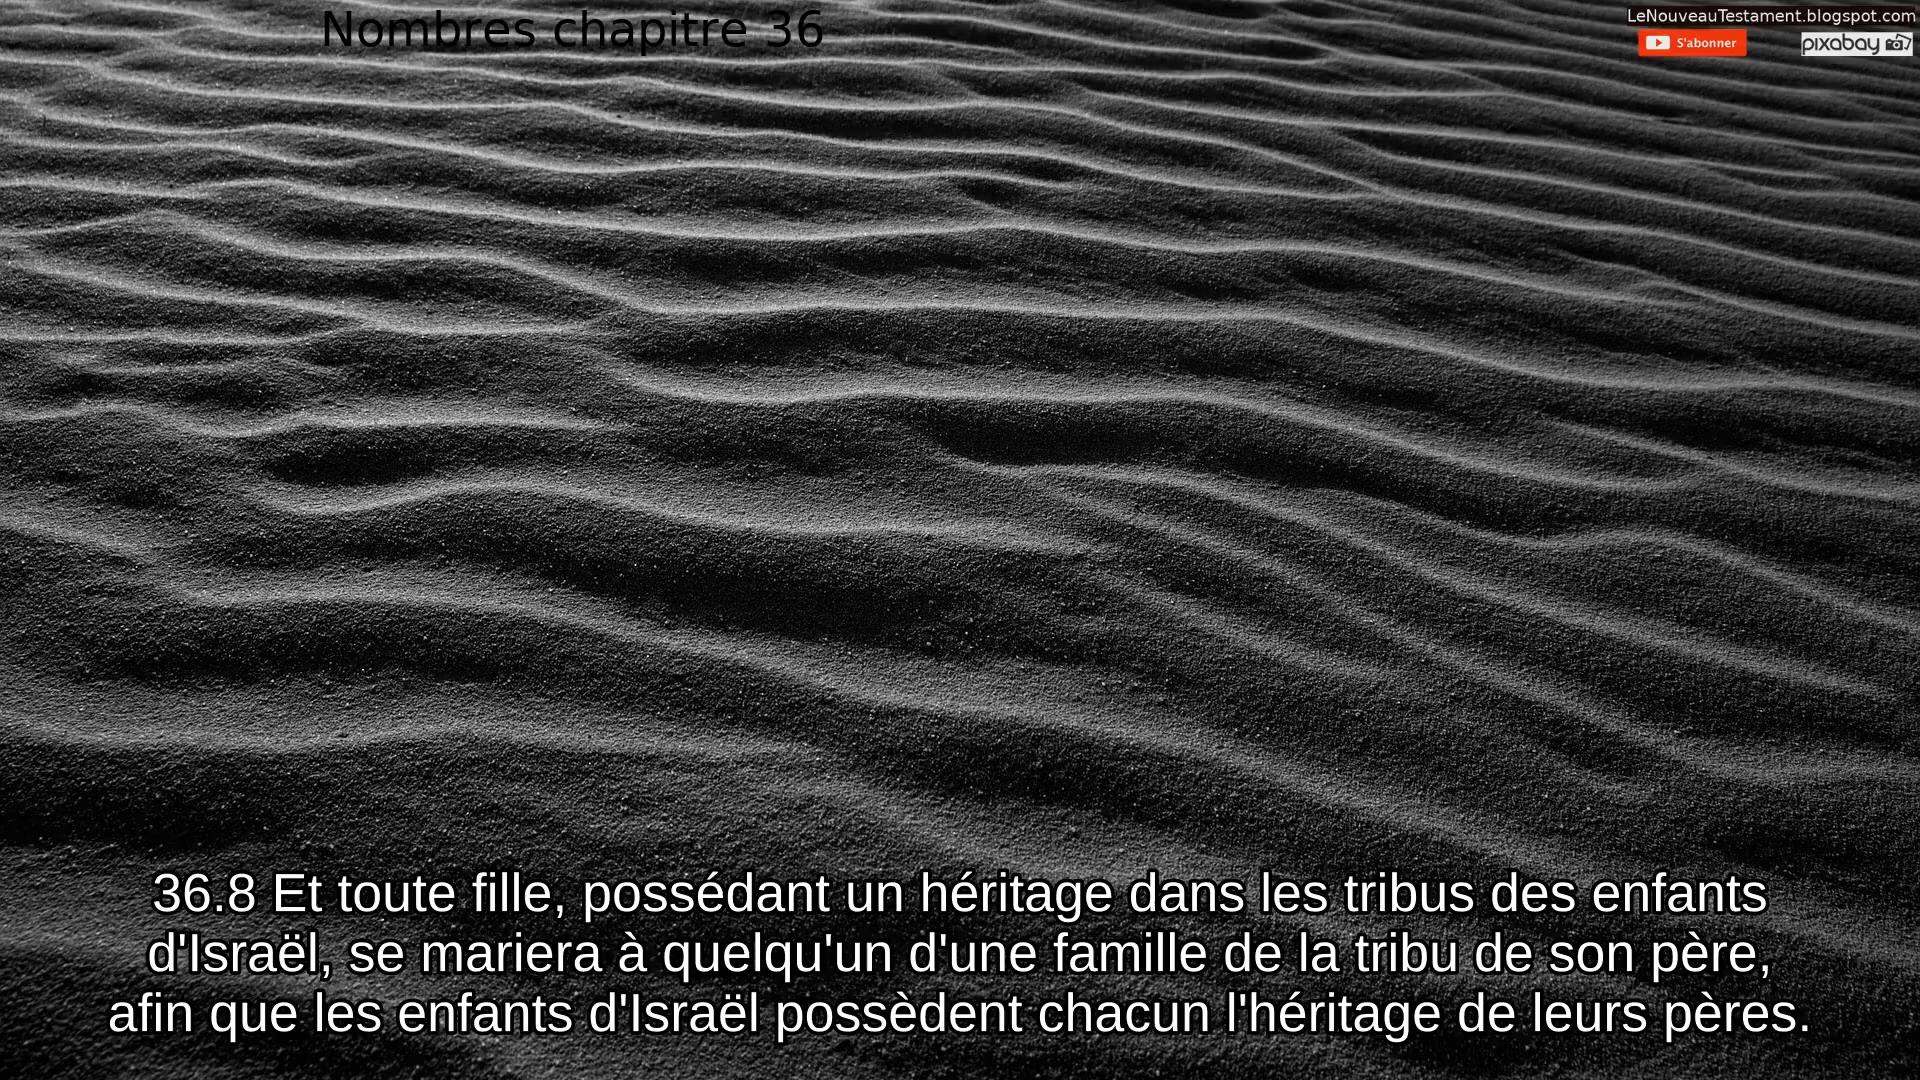 Nombres chapitre 36
LeNouveauTestament.blogspot.com
S'abonner
pixabay
36.8 Et toute fille, possédant un héritage dans les tribus des enfants
d'Israël, se mariera à quelqu'un d'une famille de la tribu de son père,
afin que les enfants d'Israël possèdent chacun l'héritage de leurs pères.